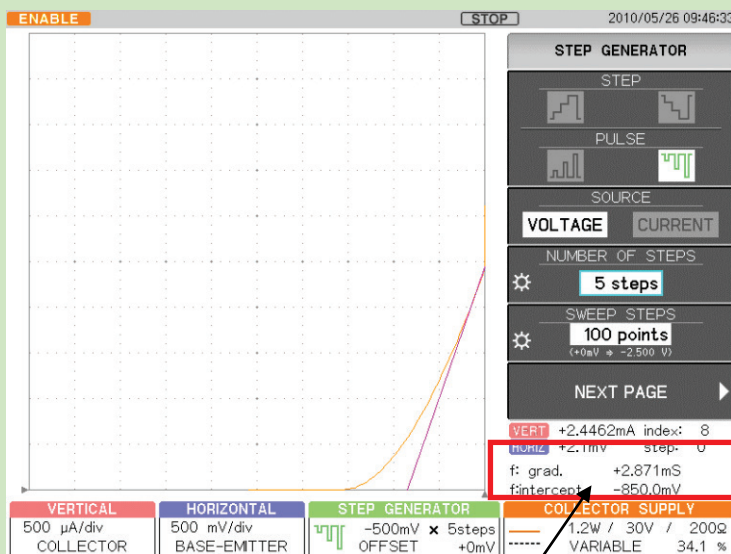 ENABLE STOP 2010/05/26 09:46:33
STEP GENERATOR
STEP
PULSE
SOURCE
VOLTAGE CURRENT
NUMBER OF STEPS
5 steps
SWEEP STEPS
100 points
(+0mV ⇒ -2.500 V)
NEXT PAGE
VERT +2.4462mA index: 8
HORIZ +2.1mV step: 0
f: grad. +2.871mS
f:intercept -850.0mV
VERTICAL HORIZONTAL STEP GENERATOR COLLECTOR SUPPLY
500 µA/div 500 mV/div -500mV × 5steps 1.2W / 30V / 200Ω
COLLECTOR BASE-EMITTER OFFSET +0mV VARIABLE 34.1 %